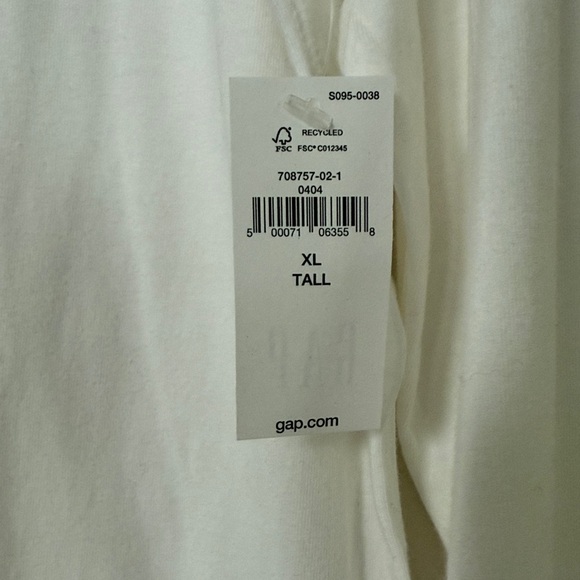 S095-0038
RECYCLED
FSC FSC® C012345
708757-02-1
0404
5 00071 06355 8
XL
TALL
gap.com